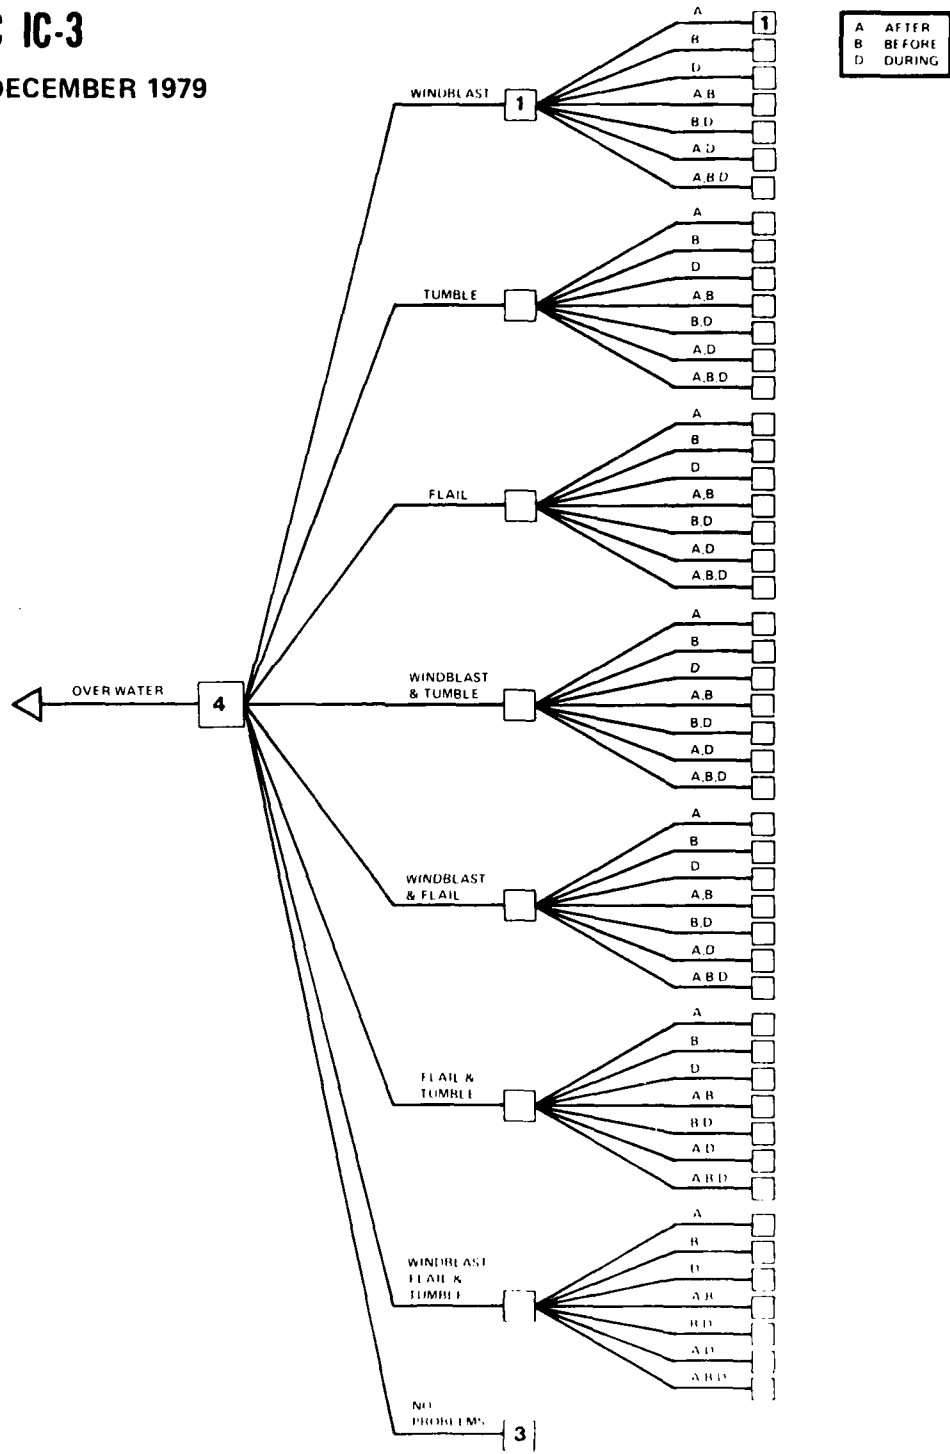 C IC-3
DECEMBER 1979
A AFTER
B BEFORE
D DURING
OVER WATER
4
WINDBLAST
1
A
1
B
D
A,B
B,D
A,D
A,B,D
TUMBLE
A
B
D
A,B
B,D
A,D
A,B,D
FLAIL
A
B
D
A,B
B,D
A,D
A,B,D
WINDBLAST
& TUMBLE
A
B
D
A,B
B,D
A,D
A,B,D
WINDBLAST
& FLAIL
A
B
D
A,B
B,D
A,D
A B D
FLAIL &
TUMBLE
A
B
D
A B
B D
A D
A B D
WINDBLAST
FLAIL &
TUMBLE
A
B
D
A B
B D
A D
A B D
NO
PROBLEMS
3